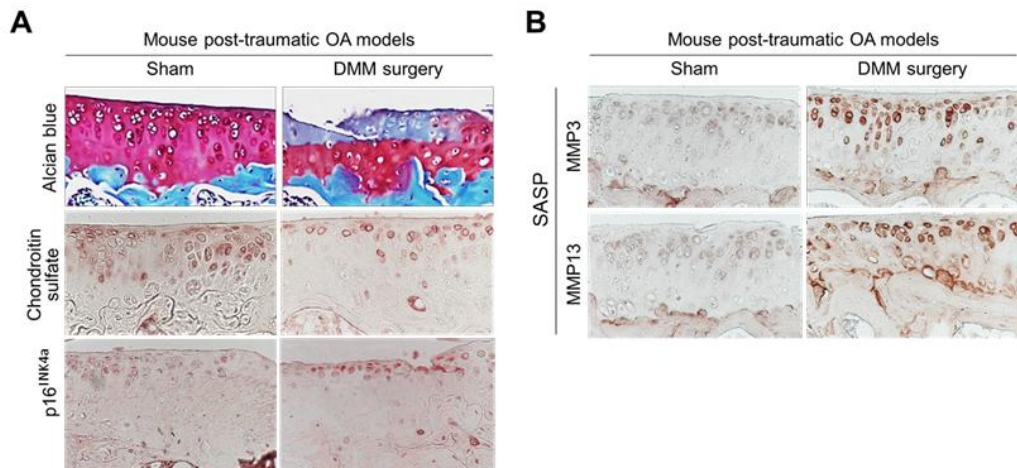 A
Mouse post-traumatic OA models
Sham DMM surgery
Alcian blue
Chondroitin
sulfate
p16INK4a
B
Mouse post-traumatic OA models
Sham DMM surgery
SASP
MMP3
MMP13